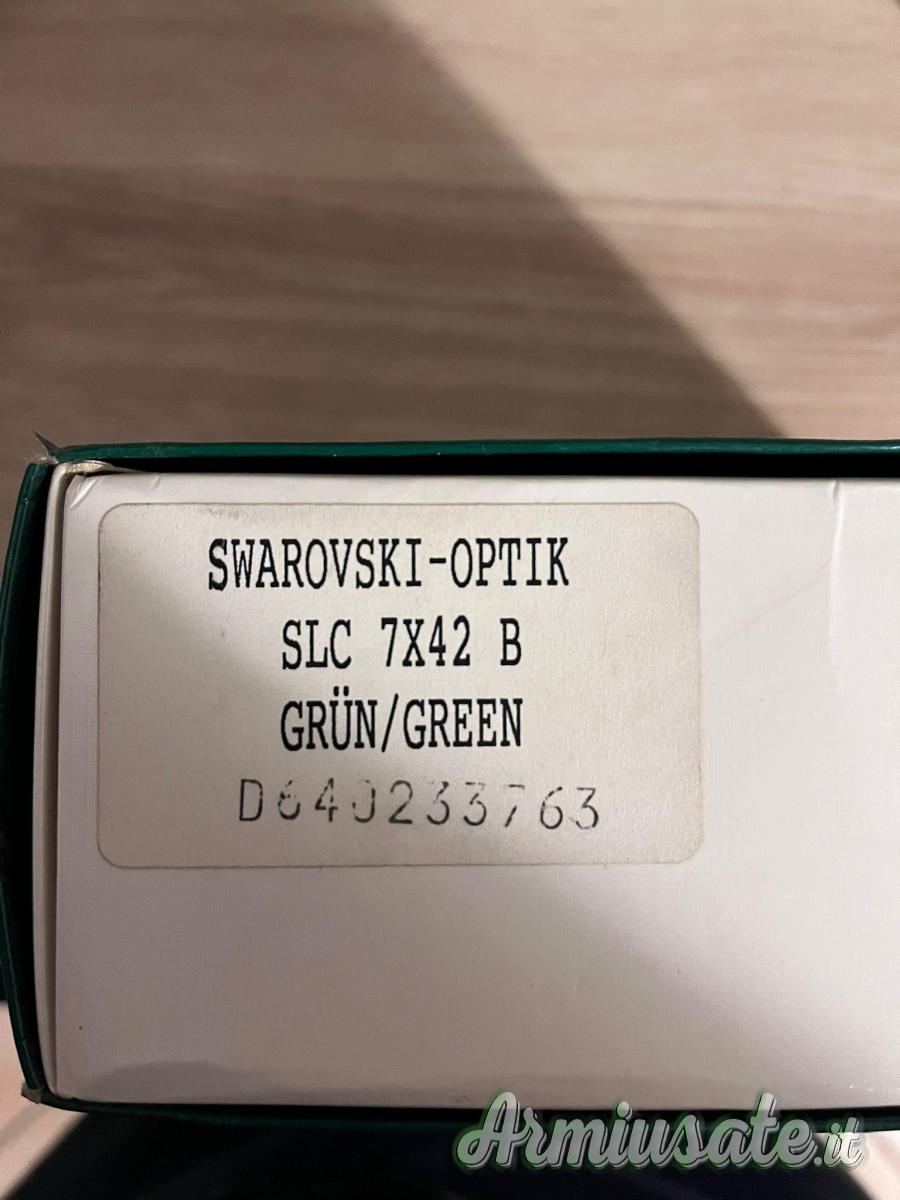 SWAROVSKI-OPTIK
SLC 7X42 B
GRÜN/GREEN
D640233763
Armiusate.it